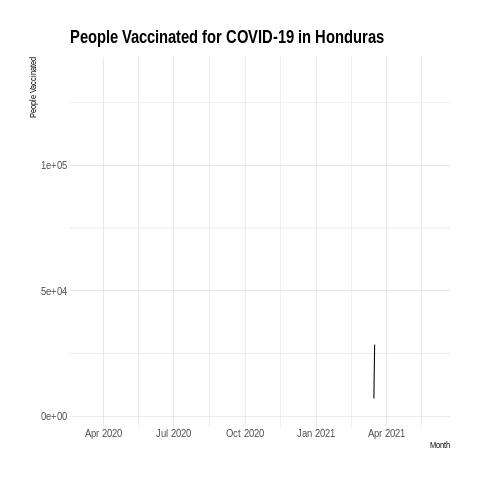 People Vaccinated for COVID-19 in Honduras
People Vaccinated
1e+05
5e+04
0e+00
Apr 2020 Jul 2020 Oct 2020 Jan 2021 Apr 2021
Month